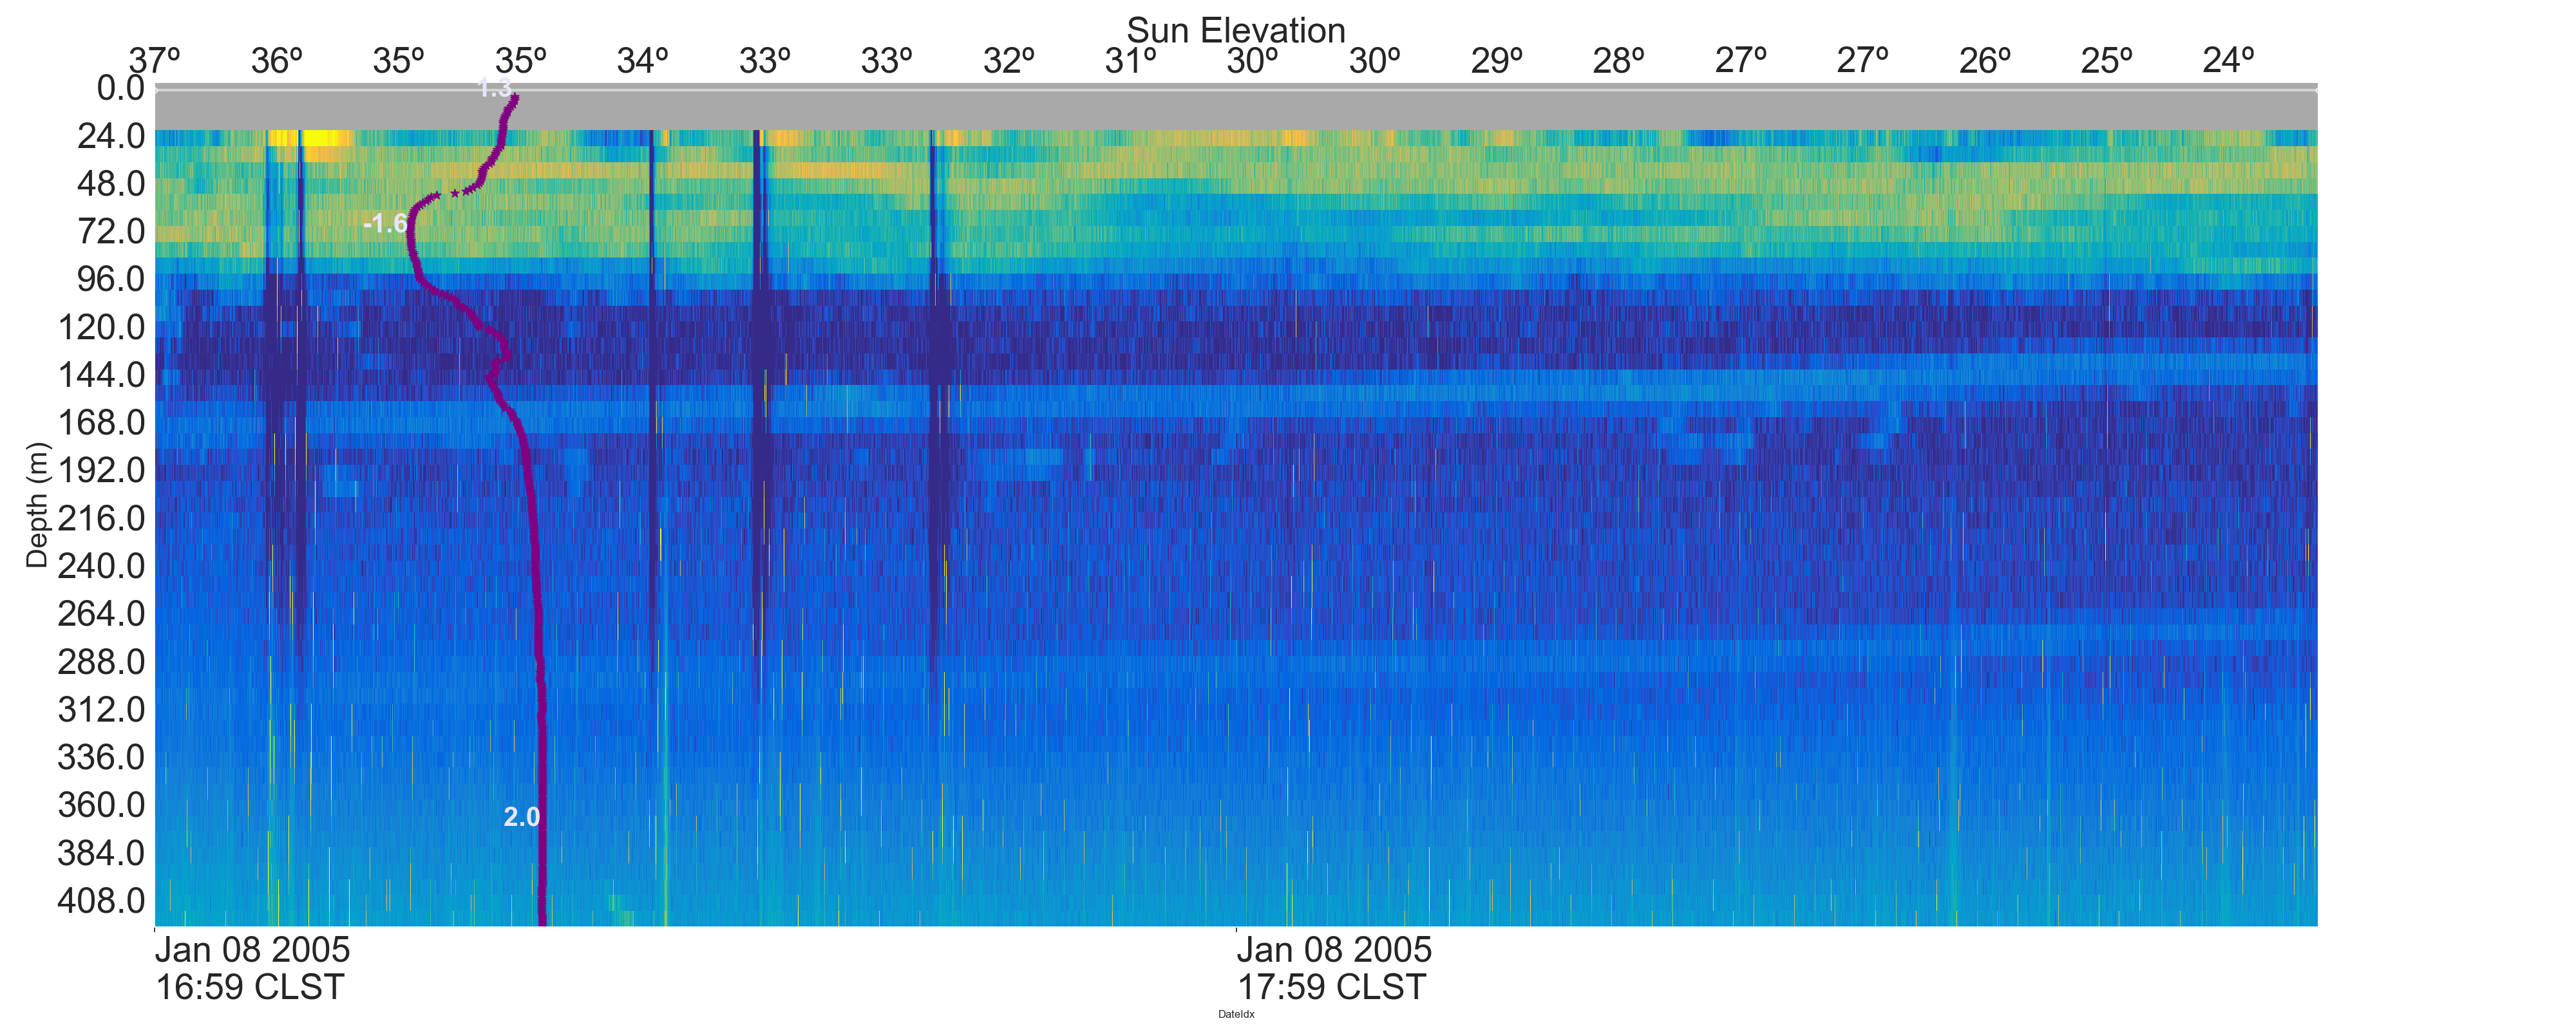 Sun Elevation
37º 36º 35º 35º 34º 33º 33º 32º 31º 30º 30º 29º 28º 27º 27º 26º 25º 24º
0.0
24.0
48.0
72.0
96.0
120.0
144.0
168.0
192.0
216.0
240.0
264.0
288.0
312.0
336.0
360.0
384.0
408.0
Depth (m)
1.3
-1.6
2.0
Jan 08 2005
16:59 CLST
Jan 08 2005
17:59 CLST
DateIdx